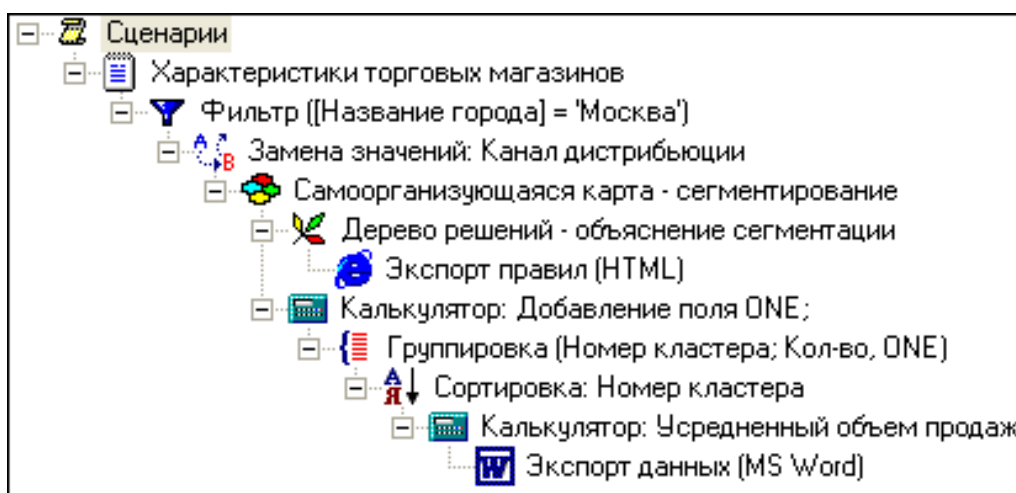 Сценарии
Характеристики торговых магазинов
Фильтр ([Название города] = 'Москва')
Замена значений: Канал дистрибьюции
Самоорганизующаяся карта - сегментирование
Дерево решений - объяснение сегментации
Экспорт правил (HTML)
Калькулятор: Добавление поля ONE;
Группировка (Номер кластера; Кол-во, ONE)
Сортировка: Номер кластера
Калькулятор: Усредненный объем продаж
Экспорт данных (MS Word)